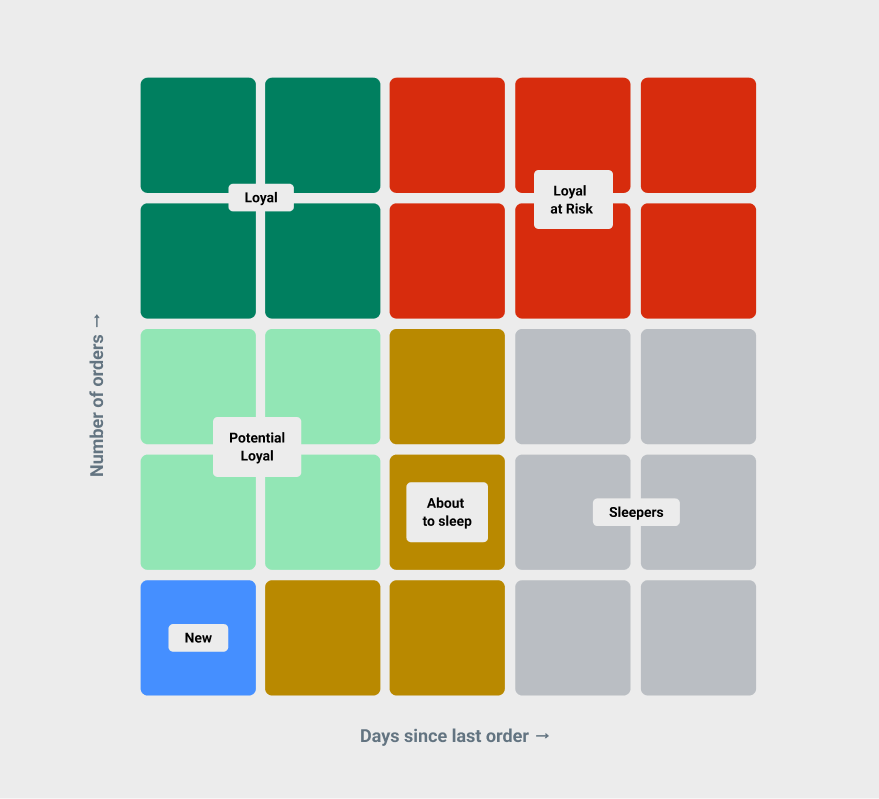 Loyal
Loyal
at Risk
Number of orders →
Potential
Loyal
About
to sleep
Sleepers
New
Days since last order →